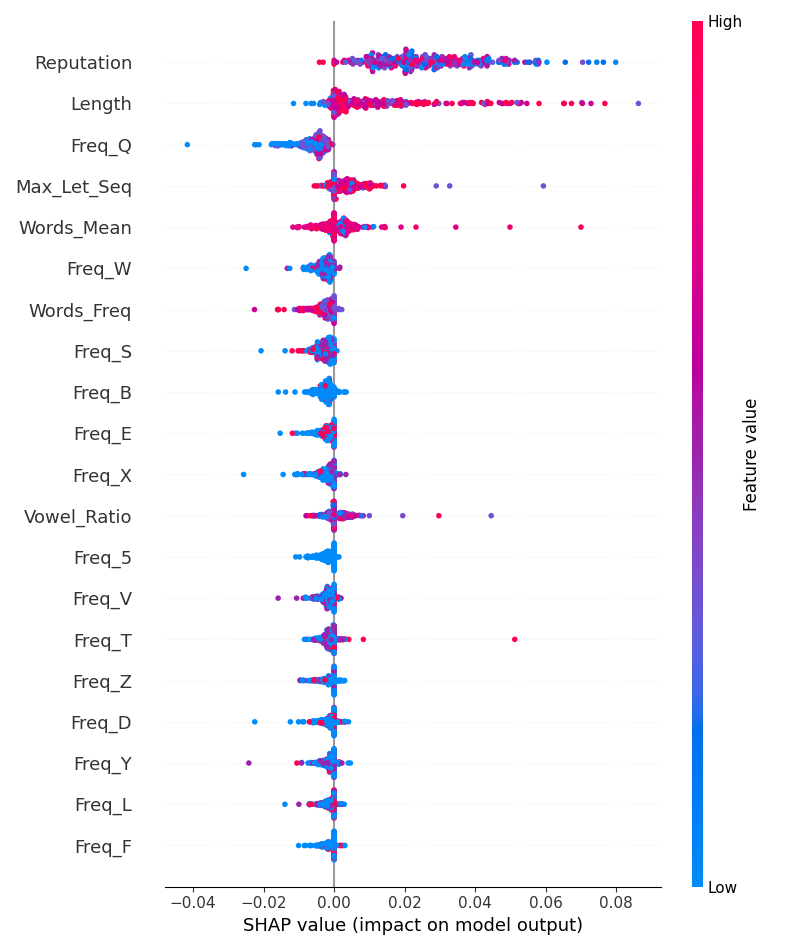 High
Reputation
Length
Freq_Q
Max_Let_Seq
Words_Mean
Freq_W
Words_Freq
Freq_S
Freq_B
Freq_E
Freq_X
Vowel_Ratio
Freq_5
Freq_V
Freq_T
Freq_Z
Freq_D
Freq_Y
Freq_L
Freq_F
Feature value
Low
−0.04 −0.02 0.00 0.02 0.04 0.06 0.08
SHAP value (impact on model output)